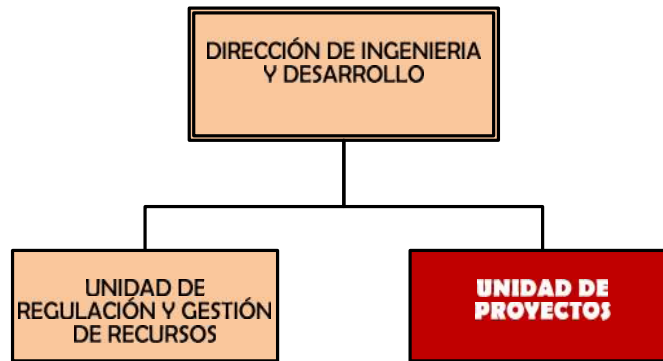 DIRECCIÓN DE INGENIERIA
Y DESARROLLO
UNIDAD DE
REGULACIÓN Y GESTIÓN
DE RECURSOS
UNIDAD DE
PROYECTOS